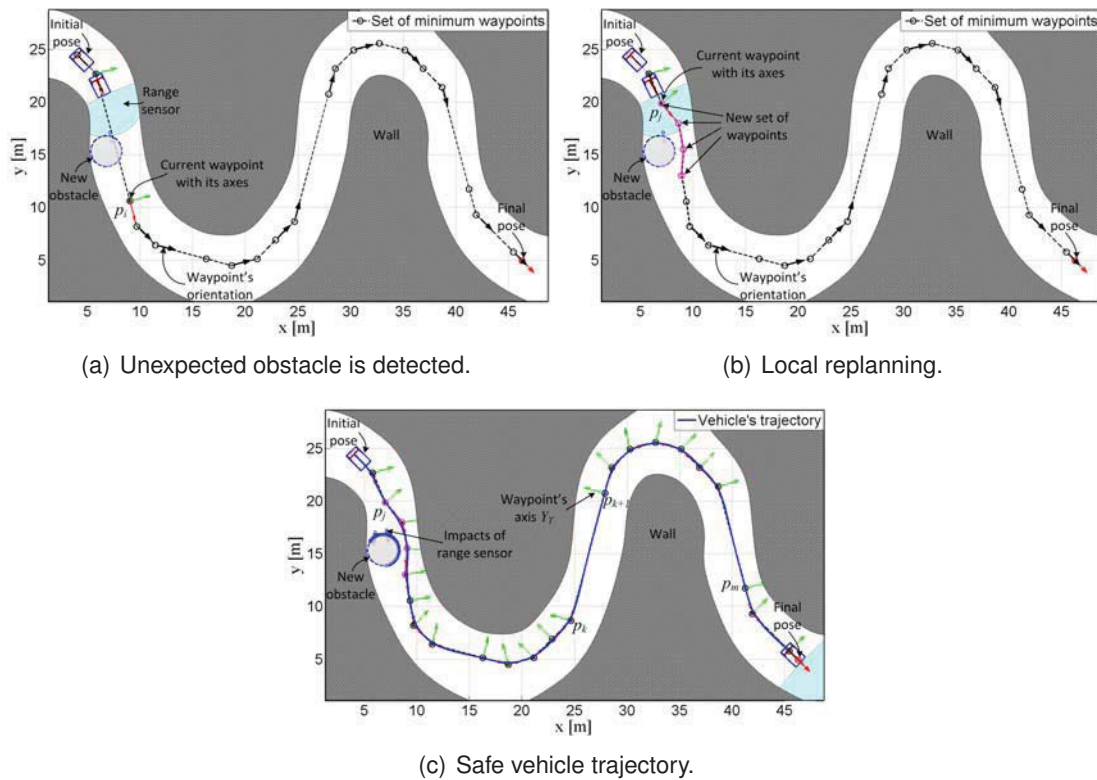 Set of minimum waypoints
Initial
pose
Range
sensor
Wall
Current waypoint
with its axes
New
obstacle
p_i
Waypoint's
orientation
Final
pose
25
20
15
10
5
y [m]
5 10 15 20 25 30 35 40 45
x [m]
(a) Unexpected obstacle is detected.
Set of minimum waypoints
Initial
pose
Current waypoint
with its axes
p_j
New set of
waypoints
Wall
New
obstacle
Waypoint's
orientation
Final
pose
25
20
15
10
5
y [m]
5 10 15 20 25 30 35 40 45
x [m]
(b) Local replanning.
Vehicle's trajectory
Initial
pose
Waypoint's
axis Y_T
p_{k+1}
p_j
Impacts of
range sensor
Wall
New
obstacle
p_m
p_k
Final
pose
25
20
15
10
5
y [m]
5 10 15 20 25 30 35 40 45
x [m]
(c) Safe vehicle trajectory.